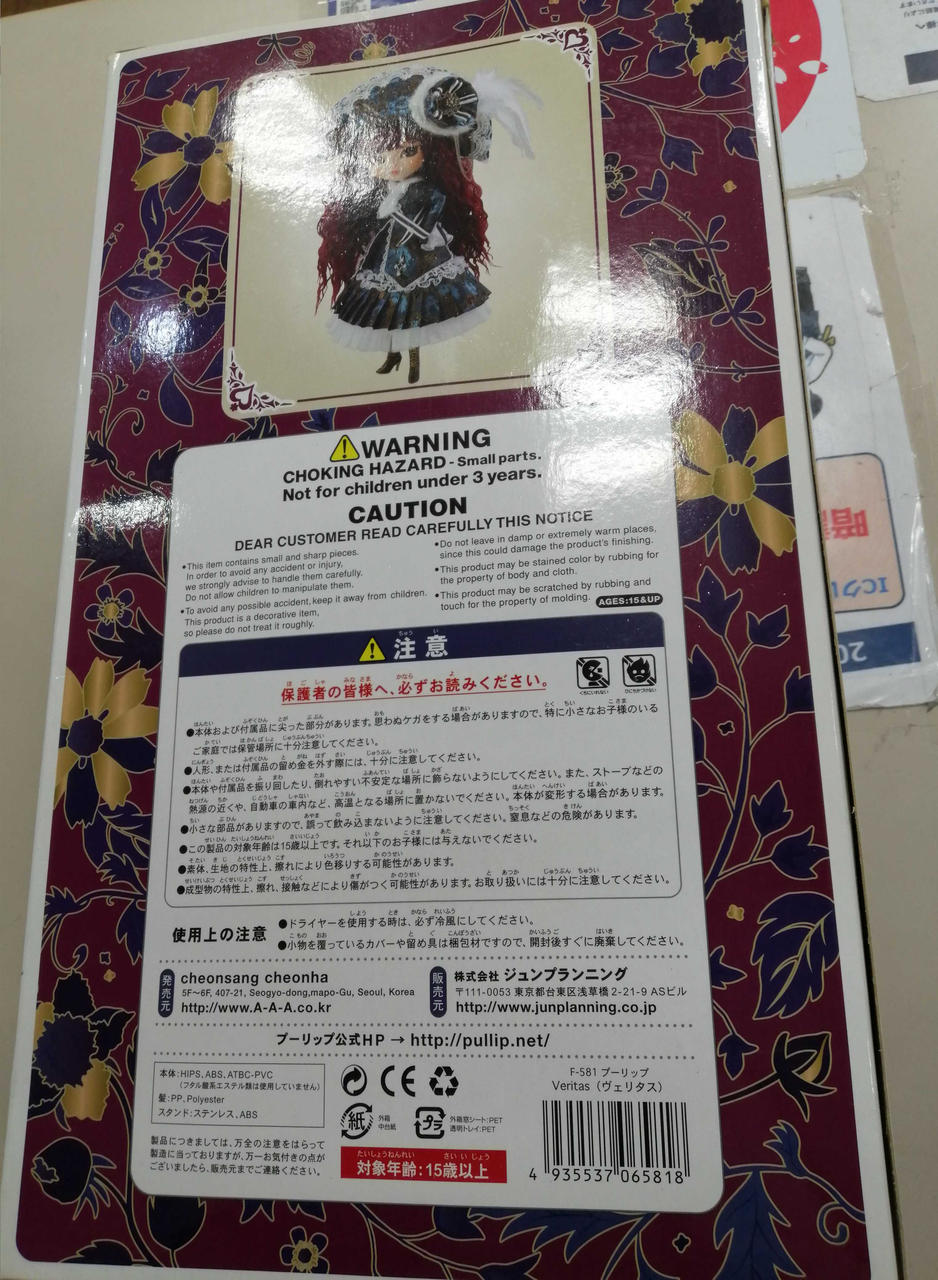 WARNING
CHOKING HAZARD - Small parts.
Not for children under 3 years.
CAUTION
DEAR CUSTOMER READ CAREFULLY THIS NOTICE
•This item contains small and sharp pieces.
In order to avoid any accident or injury,
we strongly advise to handle them carefully.
Do not allow children to manipulate them.
•To avoid any possible accident, keep it away from children.
This product is a decorative item,
so please do not treat it roughly.
•Do not leave in damp or extremely warm places,
since this could damage the product's finishing.
•This product may be stained color by rubbing for
the property of body and cloth.
•This product may be scratched by rubbing and
touch for the property of molding. AGES:15&UP
注意
保護者の皆様へ、必ずお読みください。
くちにいれない
ひにちかづけない
●本体および付属品に尖った部分があります。思わぬケガをする場合がありますので、特に小さなお子様のいる
ご家庭では保管場所に十分注意してください。
●人形、または付属品の留め金を外す際には、十分に注意してください。
●本体や付属品を振り回したり、倒れやすい不安定な場所に飾らないようにしてください。また、ストーブなどの
熱源の近くや、自動車の車内など、高温となる場所に置かないでください。本体が変形する場合があります。
●小さな部品がありますので、誤って飲み込まないように注意してください。窒息などの危険があります。
●この製品の対象年齢は15歳以上です。それ以下のお子様には与えないでください。
●素体、生地の特性上、擦れにより色移りする可能性があります。
●成型物の特性上、擦れ、接触などにより傷がつく可能性があります。お取り扱いには十分に注意してください。
使用上の注意
●ドライヤーを使用する時は、必ず冷風にしてください。
●小物を覆っているカバーや留め具は梱包材ですので、開封後すぐに廃棄してください。
発売元
cheonsang cheonha
5F~6F, 407-21, Seogyo-dong,mapo-Gu, Seoul, Korea
http://www.A-A-A.co.kr
販売元
株式会社 ジュンプランニング
〒111-0053 東京都台東区浅草橋 2-21-9 ASビル
http://www.junplanning.co.jp
プーリップ公式HP → http://pullip.net/
本体:HIPS,ABS,ATBC-PVC
(フタル酸系エステル類は使用していません)
髪:PP,Polyester
スタンド:ステンレス,ABS
製品につきましては、万全の注意をはらって
製造に当っておりますが、万一お気付きの点が
ございましたら、販売元までご連絡ください。
CE
紙
外箱
中台紙
プラ
外箱窓シート:PET
透明トレイ:PET
対象年齢:15歳以上
F-581 プーリップ
Veritas (ヴェリタス)
4 935537 065818